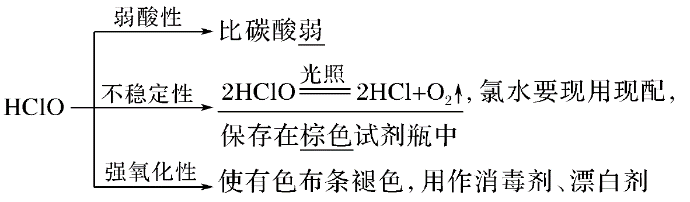 弱酸性 比碳酸弱
HClO 不稳定性 2HClO 光照 2HCl+O₂↑, 氯水要现用现配,
保存在棕色试剂瓶中
强氧化性 使有色布条褪色, 用作消毒剂、漂白剂